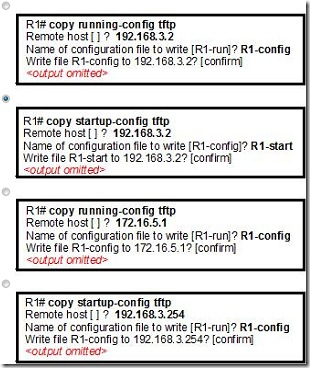 R1# copy running-config tftp
Remote host [ ] ? 192.168.3.2
Name of configuration file to write [R1-run]? R1-config
Write file R1-config to 192.168.3.2? [confirm]
<output omitted>
R1# copy startup-config tftp
Remote host [ ] ? 192.168.3.2
Name of configuration file to write [R1-config]? R1-start
Write file R1-start to 192.168.3.2? [confirm]
<output omitted>
R1# copy running-config tftp
Remote host [ ] ? 172.16.5.1
Name of configuration file to write [R1-run]? R1-config
Write file R1-config to 172.16.5.1? [confirm]
<output omitted>
R1# copy startup-config tftp
Remote host [ ] ? 192.168.3.254
Name of configuration file to write [R1-run]? R1-config
Write file R1-config to 192.168.3.254? [confirm]
<output omitted>